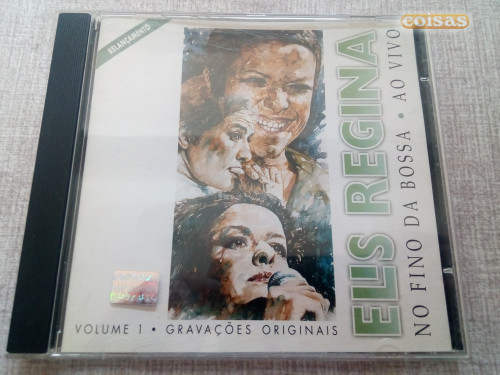 coisas
RELANÇAMENTO
ELIS REGINA
NO FINO DA BOSSA • AO VIVO
VOLUME 1 • GRAVAÇÕES ORIGINAIS